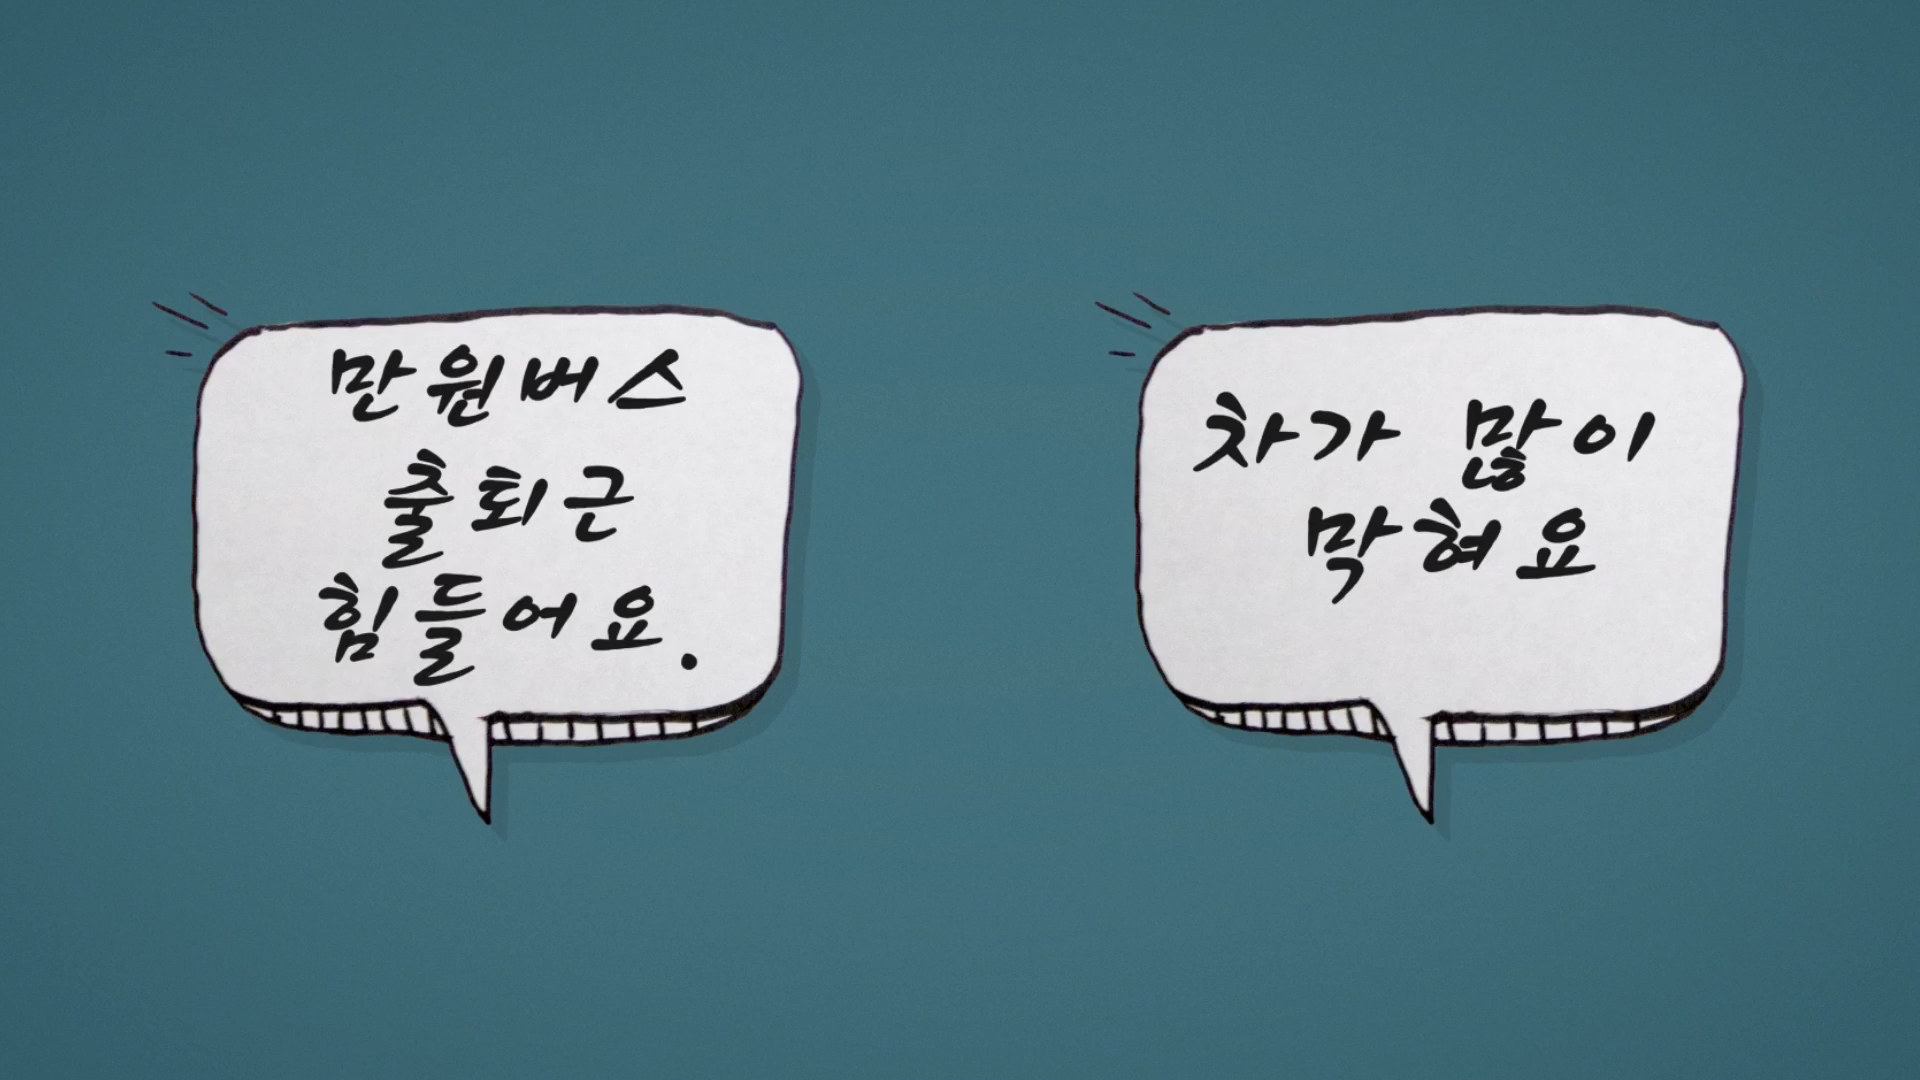 만원버스
출퇴근
힘들어요.
차가 많이
막혀요